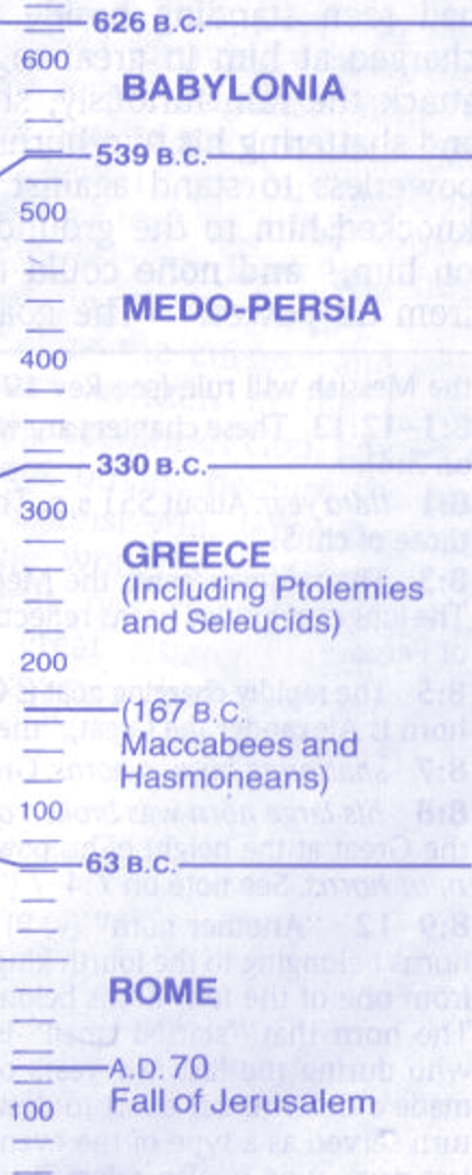 626 B.C.
600
BABYLONIA
539 B.C.
500
MEDO-PERSIA
400
330 B.C.
300
GREECE
(Including Ptolemies
and Seleucids)
200
(167 B.C.
Maccabees and
Hasmoneans)
100
63 B.C.
ROME
A.D. 70
Fall of Jerusalem
100